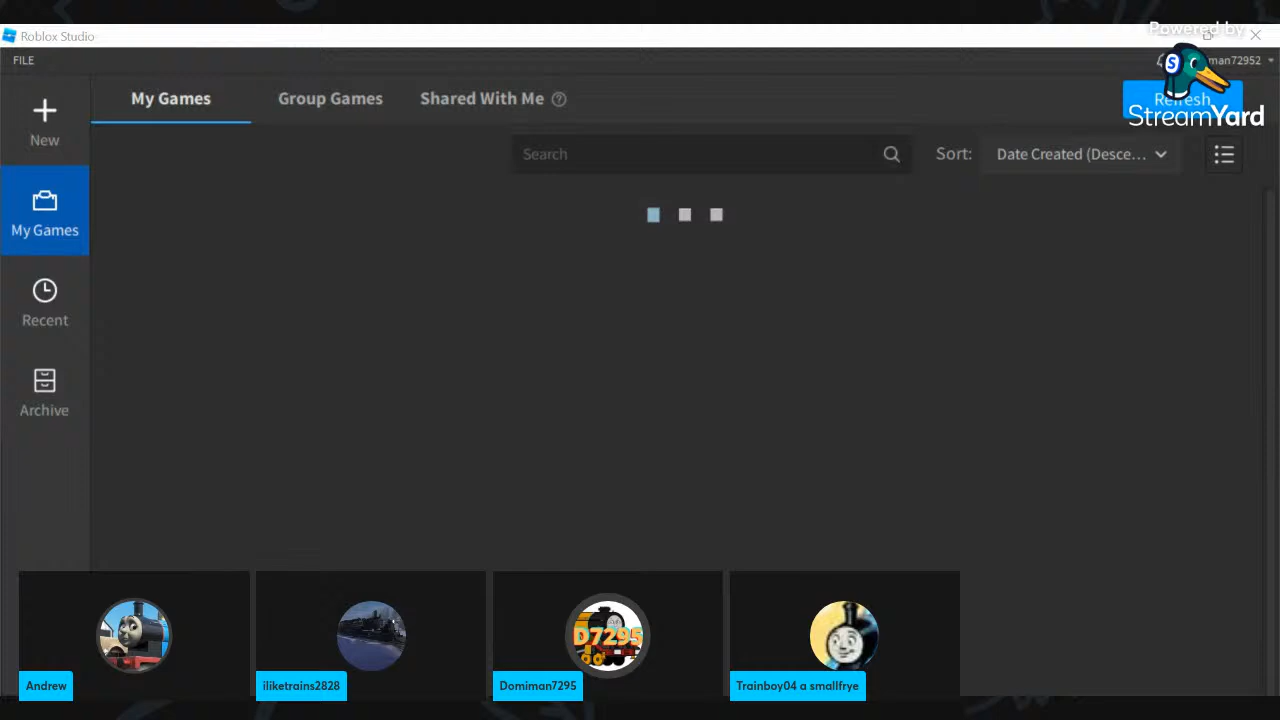 Powered by
Roblox Studio
FILE
man72952
S
StreamYard
New
My Games
Group Games
Shared With Me
Search
Sort:
Date Created (Desce...
My Games
Recent
Archive
D7295
Andrew
iliketrains2828
Domiman7295
Trainboy04 a smallfrye